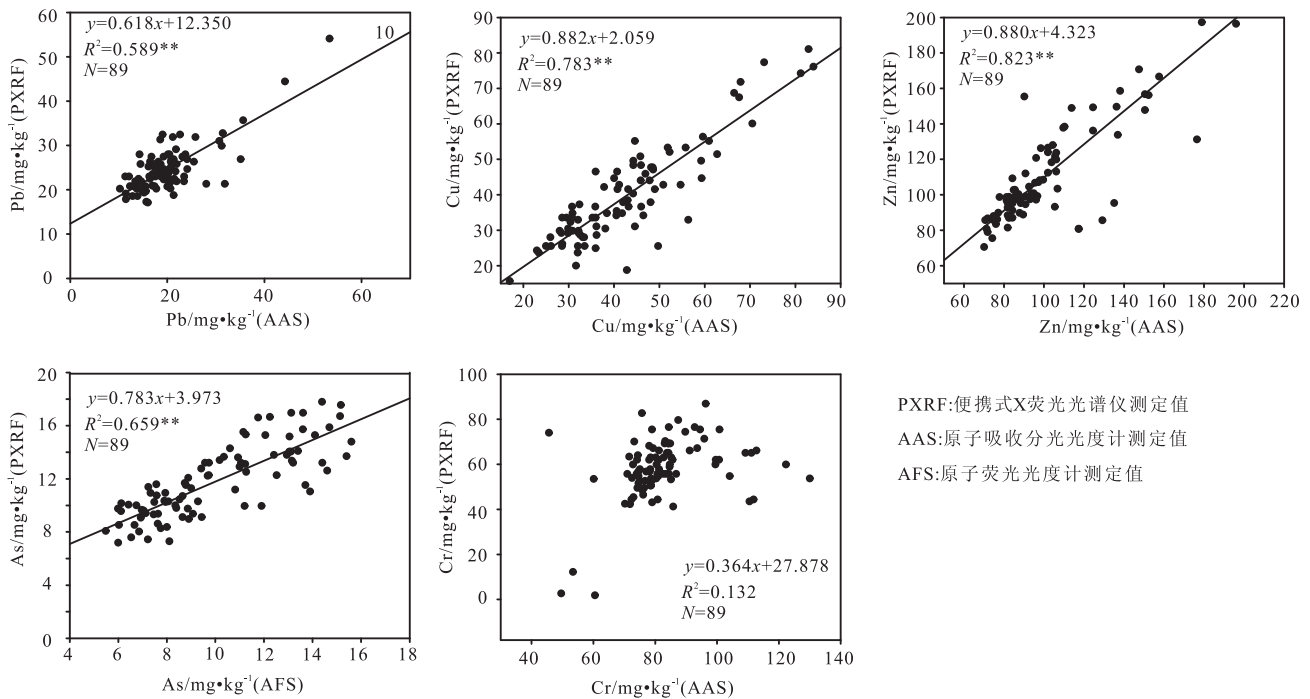 60
50
40
30
20
10
0
0
20
40
60
y=0.618x+12.350
R²=0.589**
N=89
10
Pb/mg•kg⁻¹(PXRF)
Pb/mg•kg⁻¹(AAS)
90
80
70
60
50
40
30
20
20
30
40
50
60
70
80
90
y=0.882x+2.059
R²=0.783**
N=89
Cu/mg•kg⁻¹(PXRF)
Cu/mg•kg⁻¹(AAS)
200
180
160
140
120
100
80
60
60
80
100
120
140
160
180
200
220
y=0.880x+4.323
R²=0.823**
N=89
Zn/mg•kg⁻¹(PXRF)
Zn/mg•kg⁻¹(AAS)
20
16
12
8
4
0
4
6
8
10
12
14
16
18
y=0.783x+3.973
R²=0.659**
N=89
As/mg•kg⁻¹(PXRF)
As/mg•kg⁻¹(AFS)
100
80
60
40
20
0
40
60
80
100
120
140
y=0.364x+27.878
R²=0.132
N=89
Cr/mg•kg⁻¹(PXRF)
Cr/mg•kg⁻¹(AAS)
PXRF:便携式X荧光光谱仪测定值
AAS:原子吸收分光光度计测定值
AFS:原子荧光光度计测定值